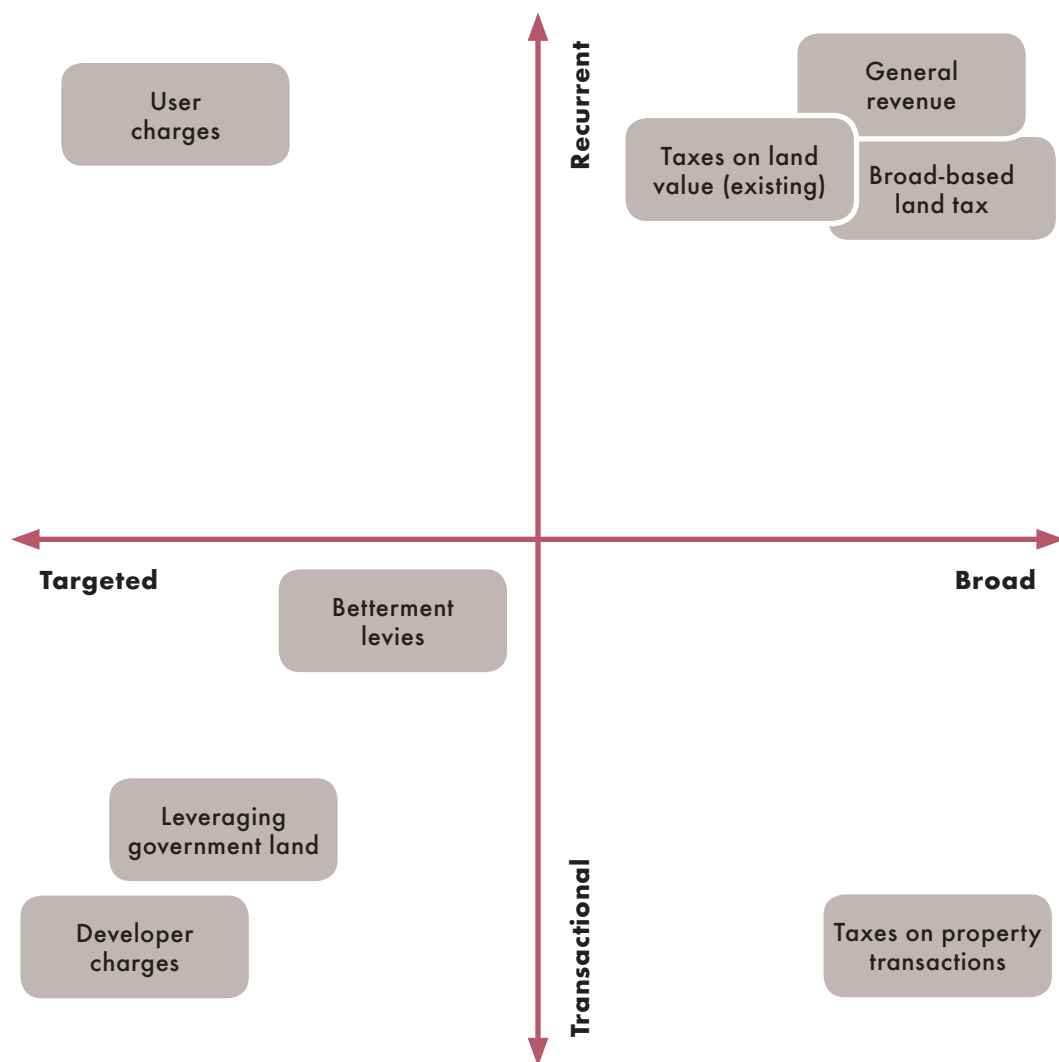 User
charges
Recurrent
General
revenue
Taxes on land
value (existing)
Broad-based
land tax
Targeted
Broad
Betterment
levies
Leveraging
government land
Developer
charges
Transactional
Taxes on property
transactions